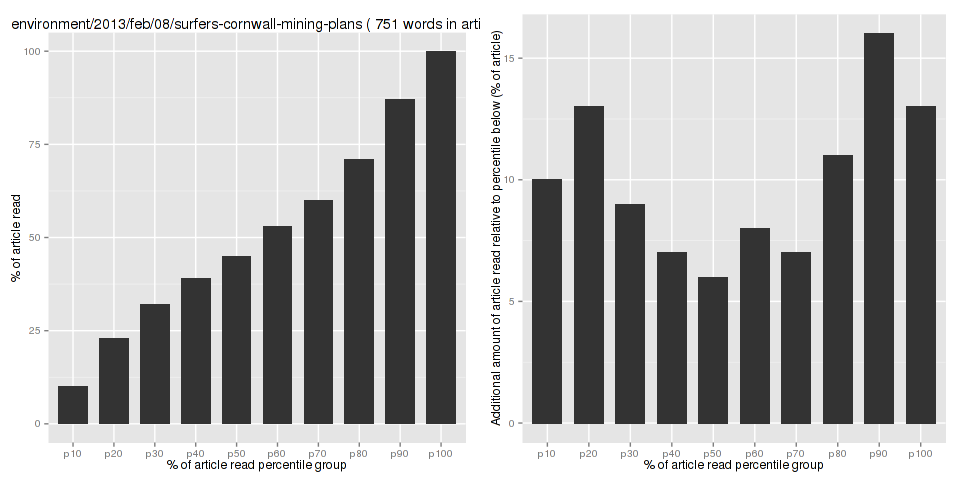 environment/2013/feb/08/surfers-cornwall-mining-plans ( 751 words in arti
% of article read
100
75
50
25
0
p10 p20 p30 p40 p50 p60 p70 p80 p90 p100
% of article read percentile group
Additional amount of article read relative to percentile below (% of article)
15
10
5
0
p10 p20 p30 p40 p50 p60 p70 p80 p90 p100
% of article read percentile group